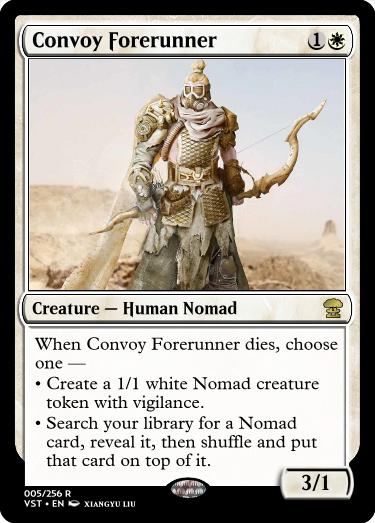 Convoy Forerunner 1
Creature — Human Nomad
When Convoy Forerunner dies, choose
one —
• Create a 1/1 white Nomad creature
token with vigilance.
• Search your library for a Nomad
card, reveal it, then shuffle and put
that card on top of it.
3/1
005/256 R
VST • EN XIANGYU LIU